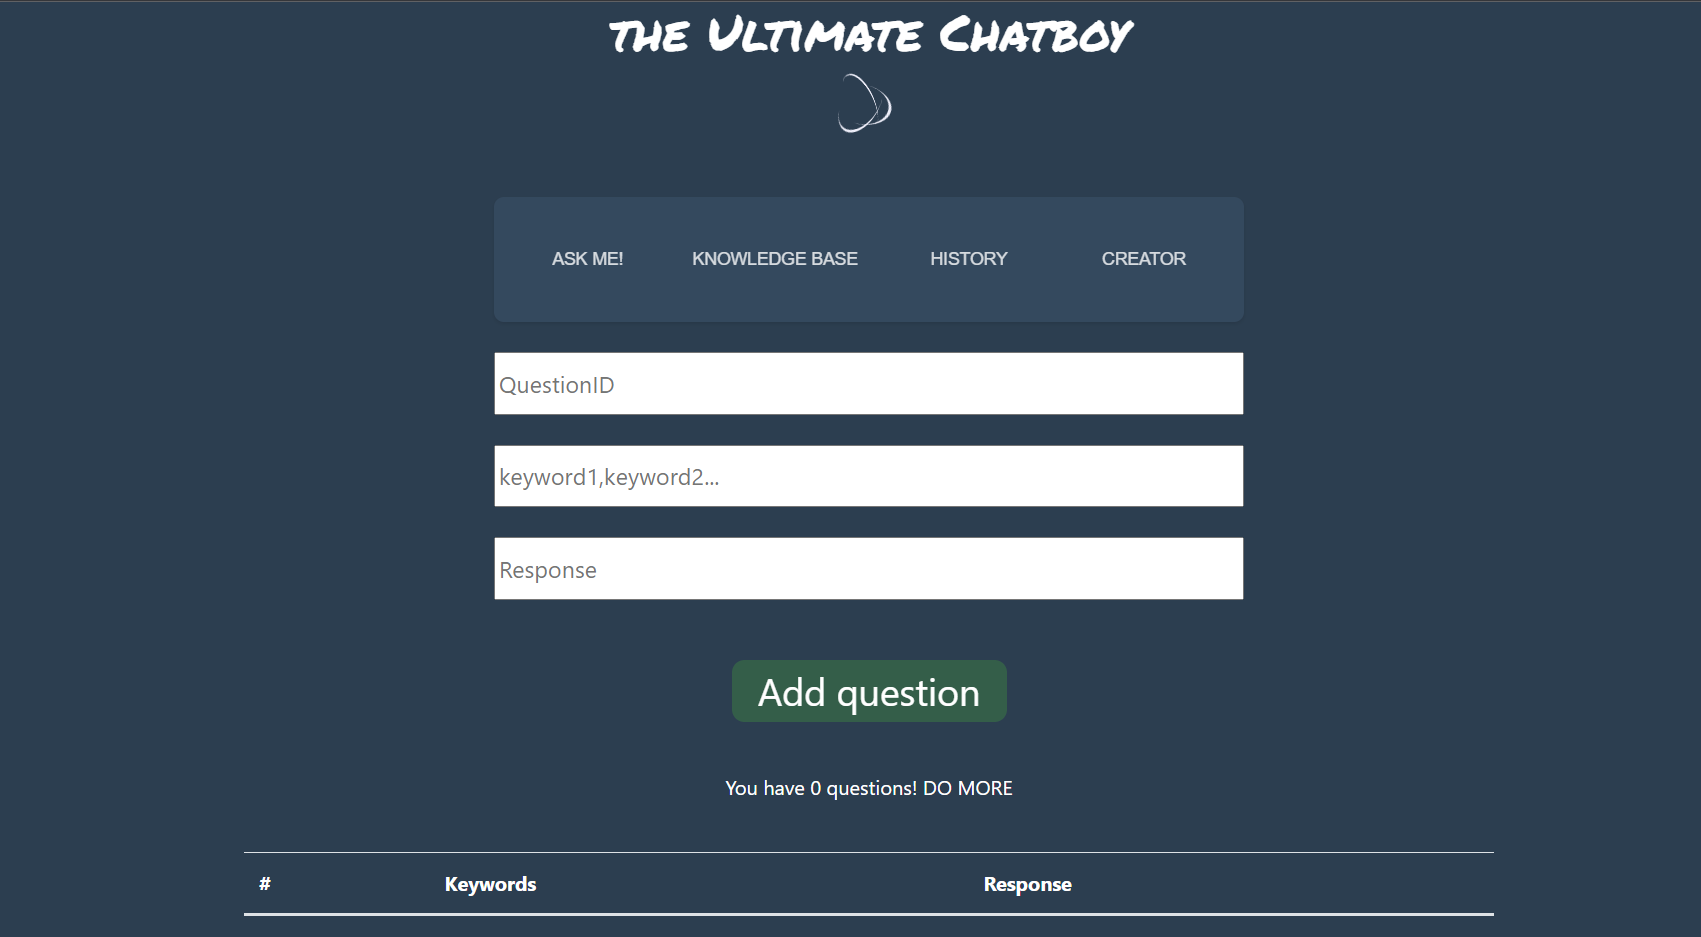 the Ultimate Chatboy
ASK ME! KNOWLEDGE BASE HISTORY CREATOR
QuestionID
keyword1,keyword2...
Response
Add question
You have 0 questions! DO MORE
# Keywords Response